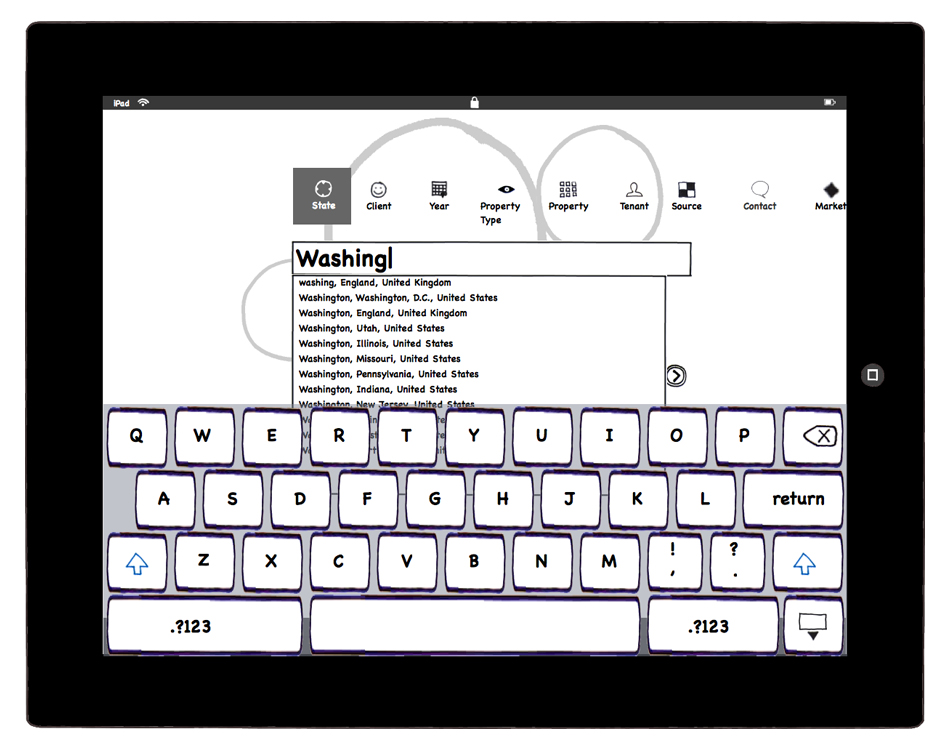 iPad
State Client Year Property Type Property Tenant Source Contact Market
Washing
washing, England, United Kingdom
Washington, Washington, D.C., United States
Washington, England, United Kingdom
Washington, Utah, United States
Washington, Illinois, United States
Washington, Missouri, United States
Washington, Pennsylvania, United States
Washington, Indiana, United States
Washington, New Jersey, United States
Q W E R T Y U I O P
A S D F G H J K L return
Z X C V B N M ! , ? .
.?123 .?123